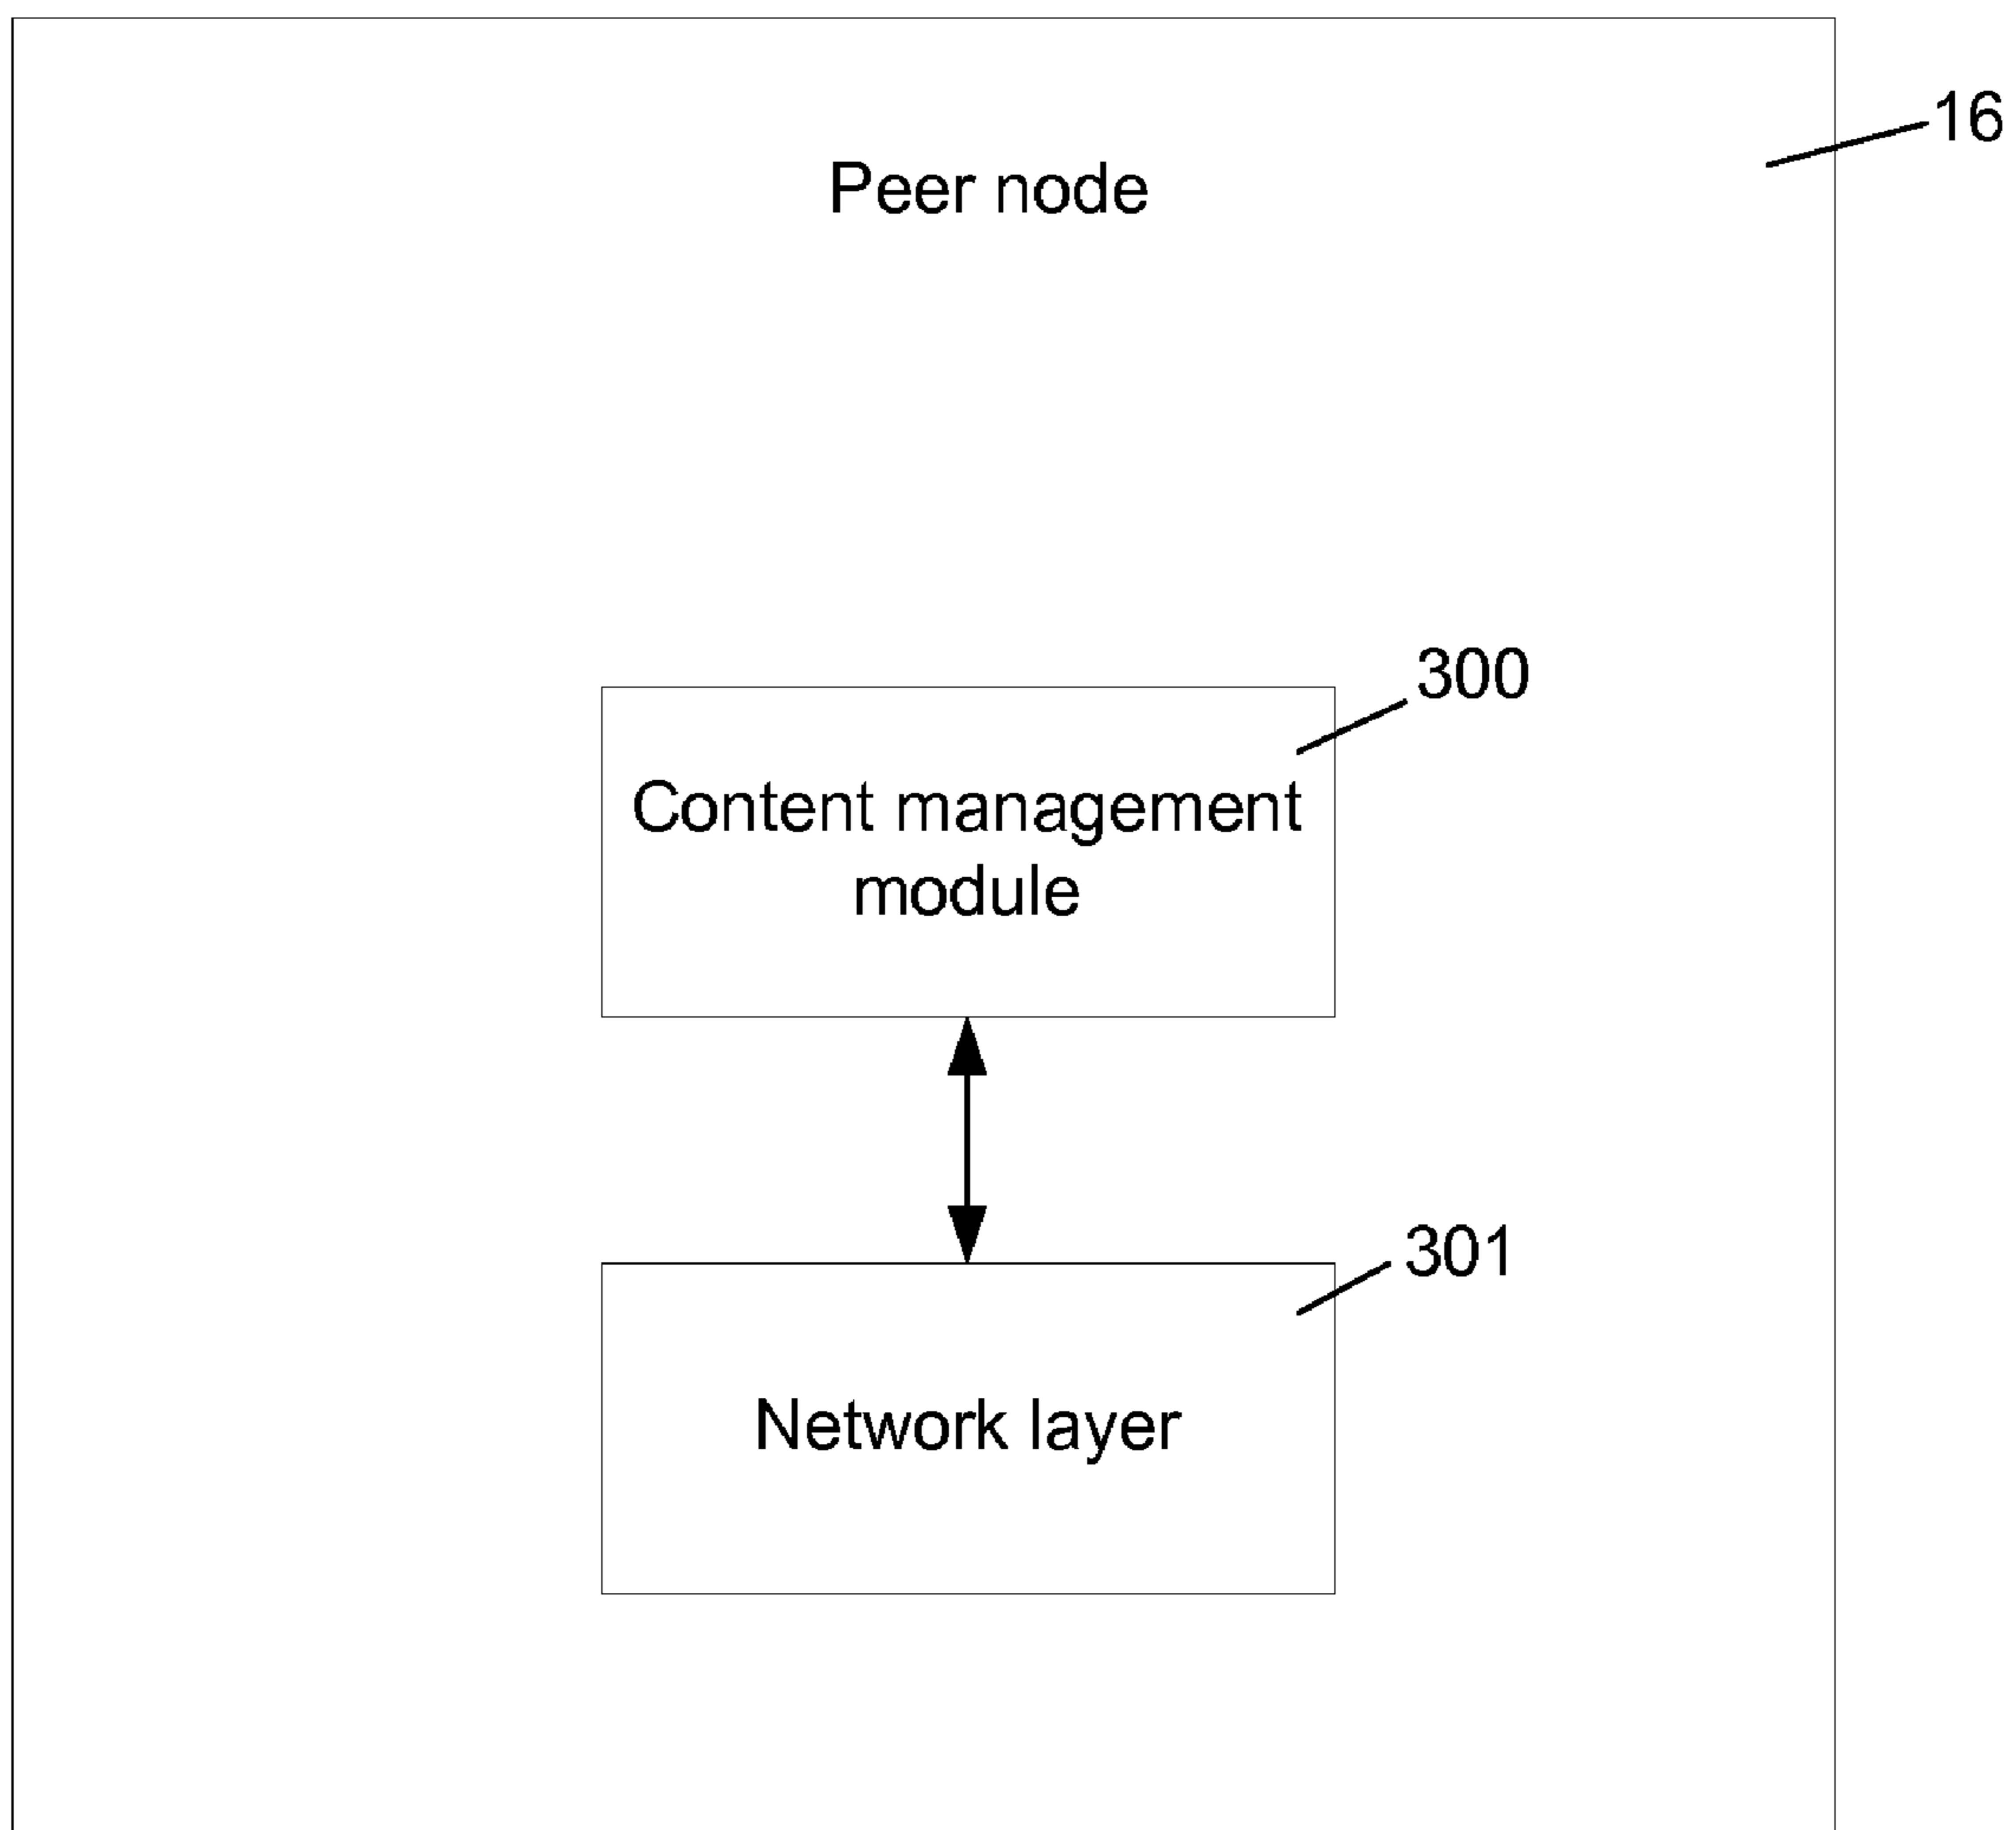 16
Peer node
300
Content management
module
301
Network layer